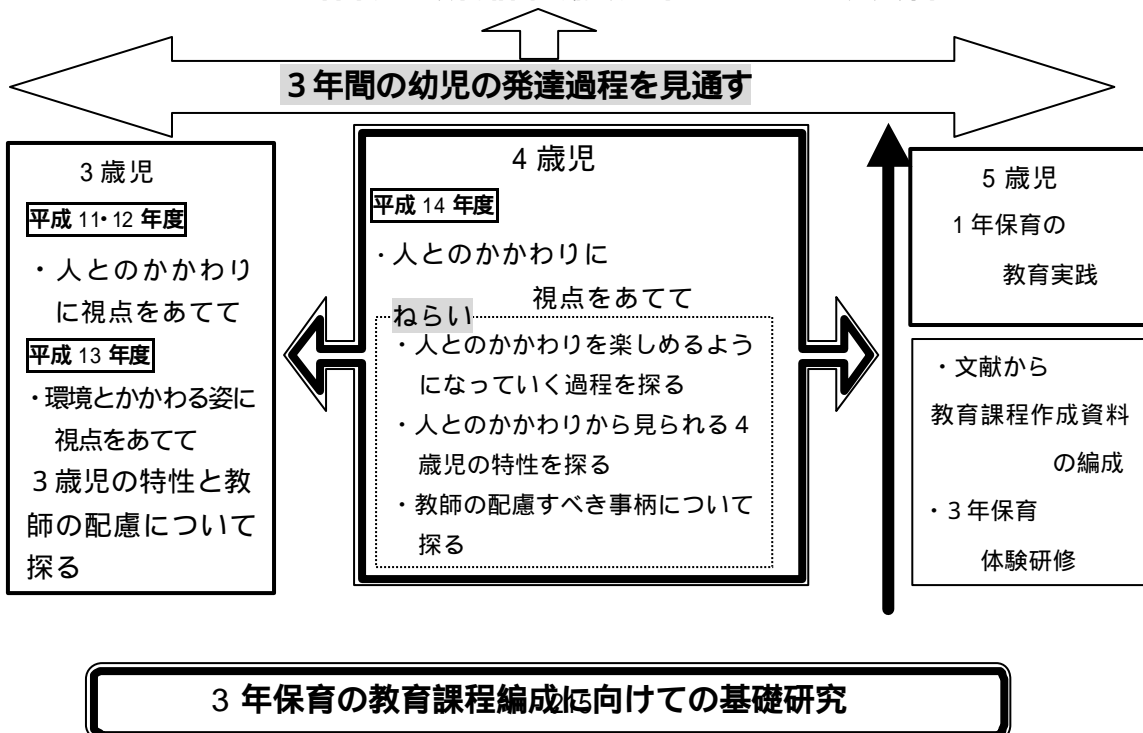 3年間の幼児の発達過程を見通す
3歳児
平成11・12年度
・人とのかかわり
に視点をあてて
平成13年度
・環境とかかわる姿に
視点をあてて
3歳児の特性と教
師の配慮について
探る
4歳児
平成14年度
・人とのかかわりに
視点をあてて
ねらい
・人とのかかわりを楽しめるよう
になっていく過程を探る
・人とのかかわりから見られる4
歳児の特性を探る
・教師の配慮すべき事柄について
探る
5歳児
1年保育の
教育実践
・文献から
教育課程作成資料
の編成
・3年保育
体験研修
3年保育の教育課程編成に向けての基礎研究